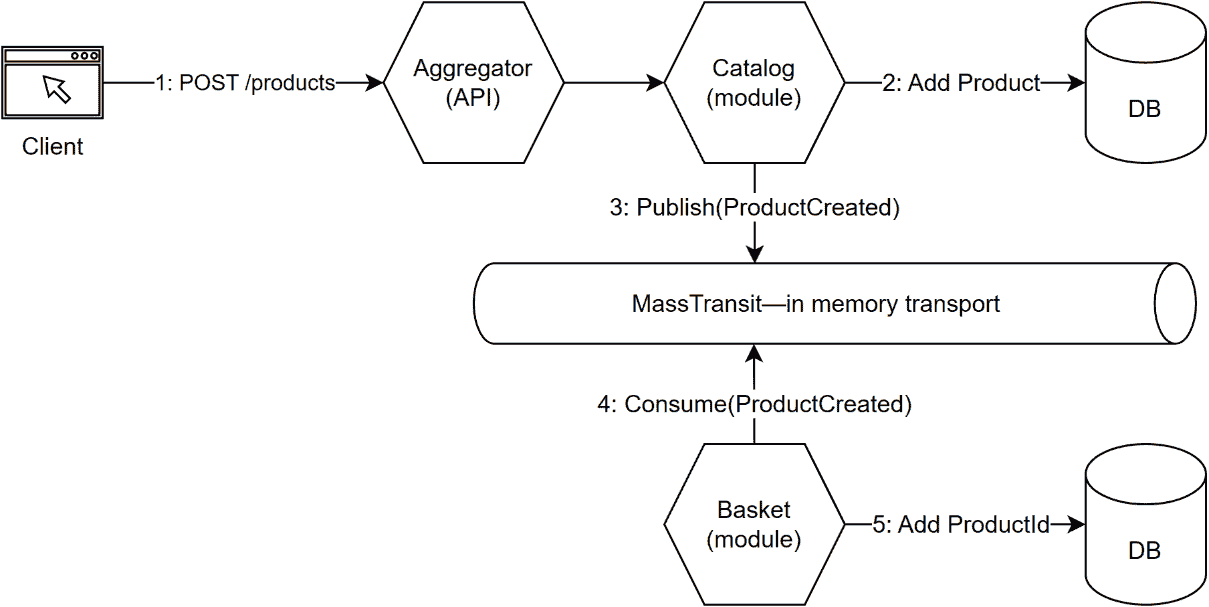 1: POST /products
Aggregator
(API)
Catalog
(module)
2: Add Product
DB
Client
3: Publish(ProductCreated)
MassTransit—in memory transport
4: Consume(ProductCreated)
Basket
(module)
5: Add ProductId
DB